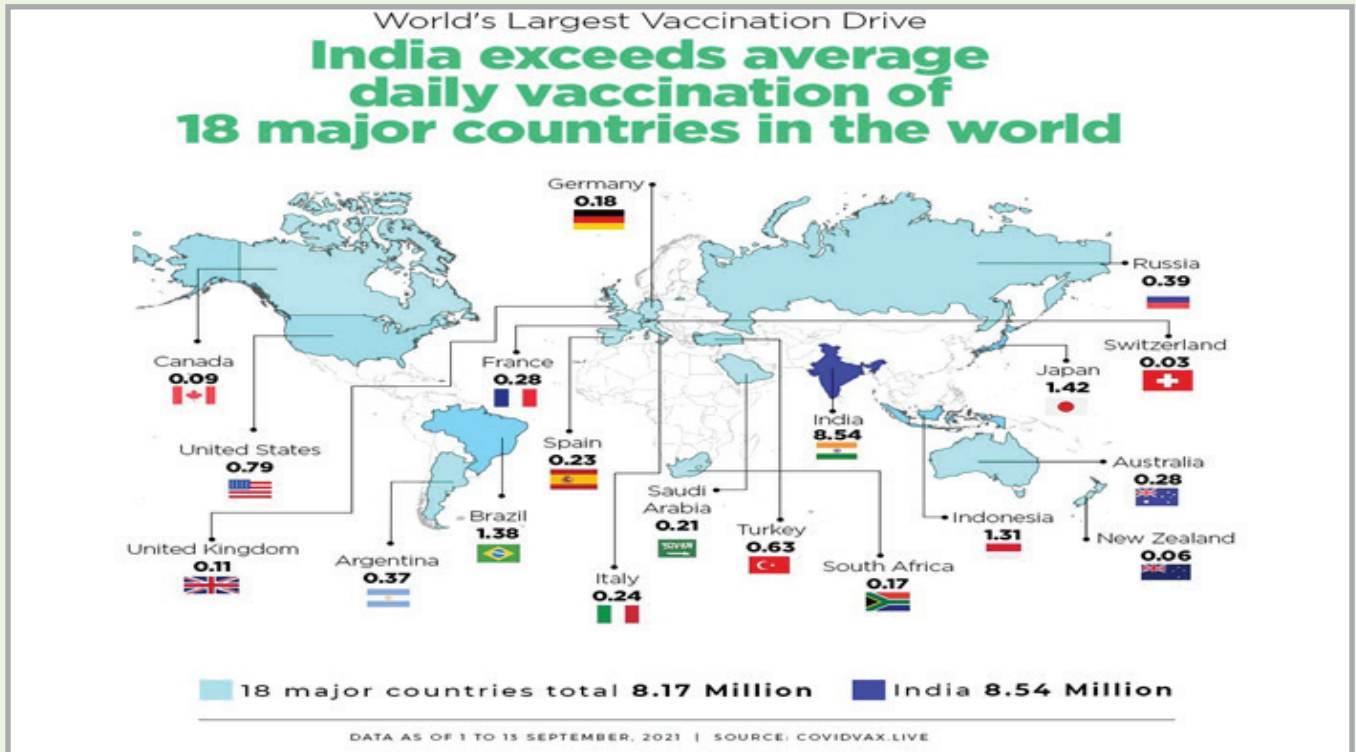 World's Largest Vaccination Drive
India exceeds average
daily vaccination of
18 major countries in the world
Germany
0.18
Russia
0.39
Canada
0.09
France
0.28
Switzerland
0.03
Japan
1.42
India
8.54
United States
0.79
Spain
0.23
Australia
0.28
Saudi
Arabia
0.21
Brazil
1.38
Indonesia
1.31
Turkey
0.63
New Zealand
0.06
United Kingdom
0.11
Argentina
0.37
South Africa
0.17
Italy
0.24
18 major countries total 8.17 Million
India 8.54 Million
DATA AS OF 1 TO 13 SEPTEMBER, 2021 | SOURCE: COVIDVAX.LIVE